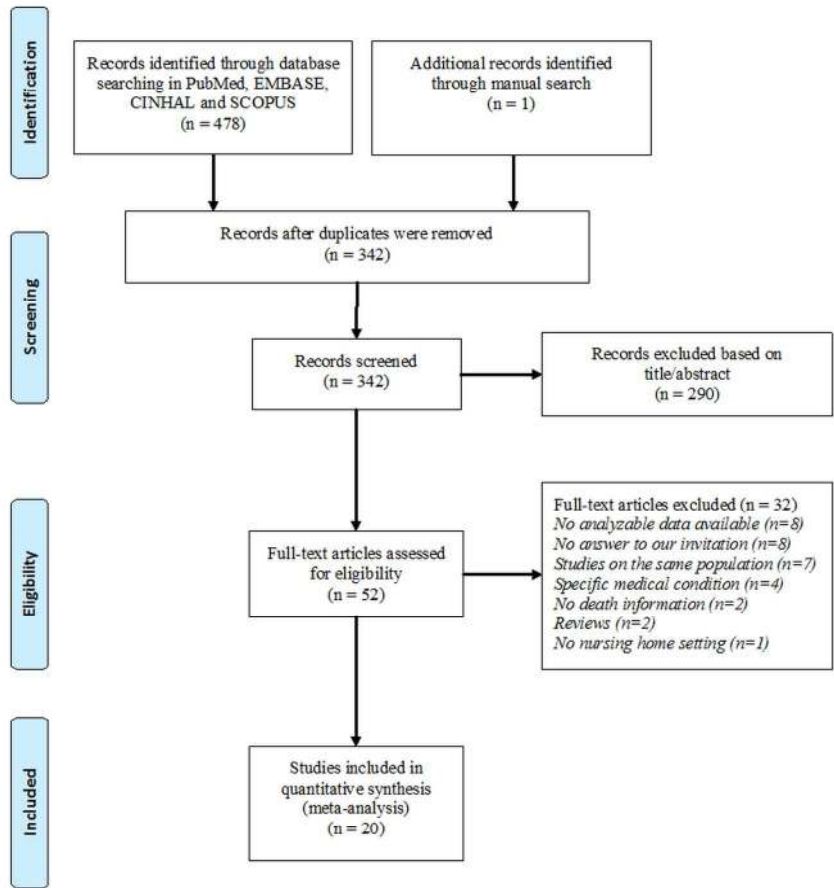 Identification
Records identified through database
searching in PubMed, EMBASE,
CINHAL and SCOPUS
(n = 478)
Additional records identified
through manual search
(n = 1)
Screening
Records after duplicates were removed
(n = 342)
Records screened
(n = 342)
Records excluded based on
title/abstract
(n = 290)
Eligibility
Full-text articles assessed
for eligibility
(n = 52)
Full-text articles excluded (n = 32)
No analyzable data available (n=8)
No answer to our invitation (n=8)
Studies on the same population (n=7)
Specific medical condition (n=4)
No death information (n=2)
Reviews (n=2)
No nursing home setting (n=1)
Included
Studies included in
quantitative synthesis
(meta-analysis)
(n = 20)